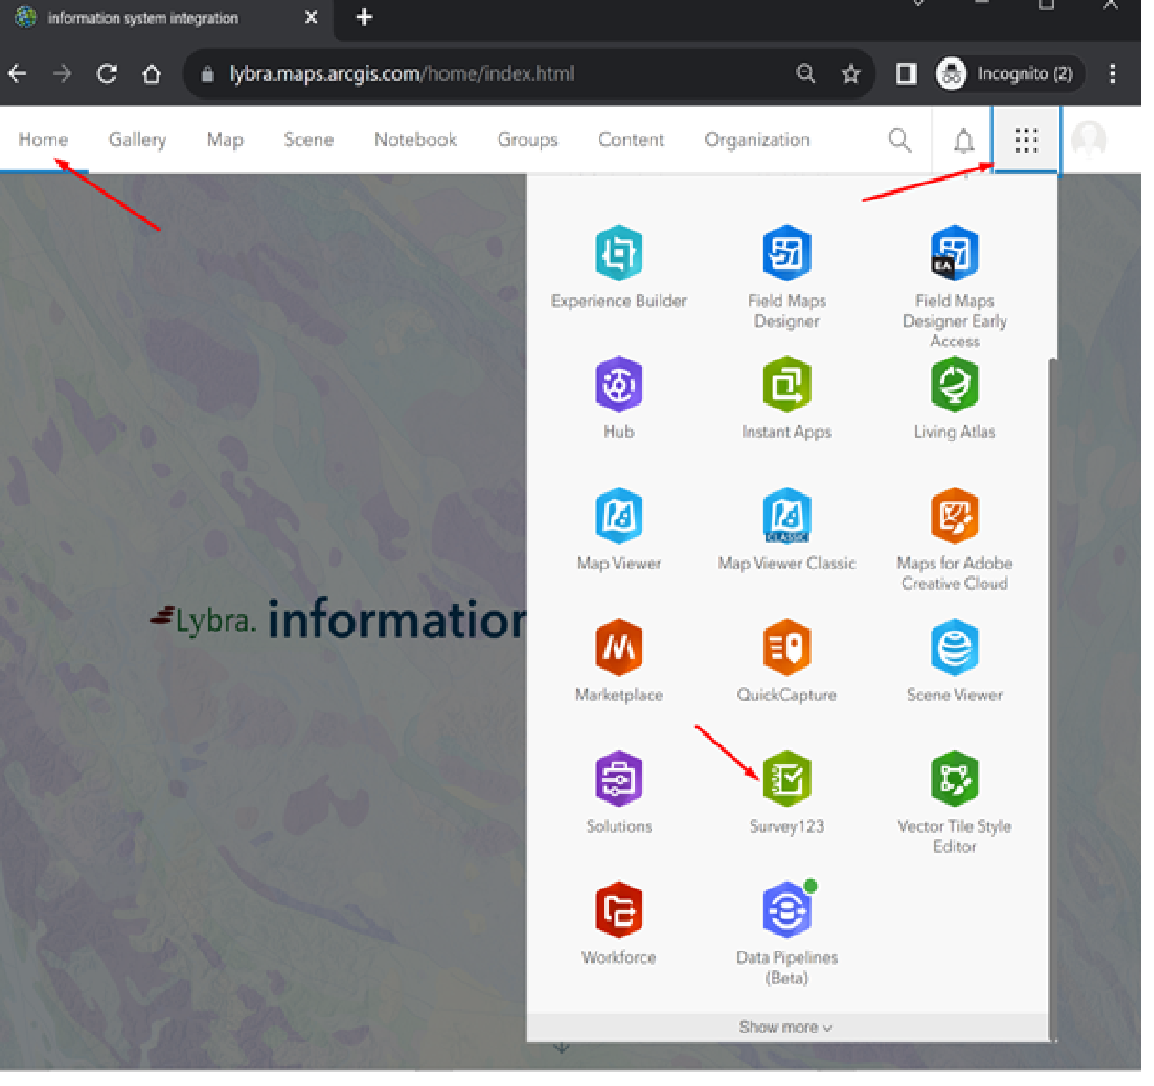 information system integration
lybra.maps.arcgis.com/home/index.html
Incognito (2)
Home Gallery Map Scene Notebook Groups Content Organization
Experience Builder
Field Maps
Designer
EA
Field Maps
Designer Early
Access
Hub
Instant Apps
Living Atlas
Map Viewer
CLASSIC
Map Viewer Classic
Maps for Adobe
Creative Cloud
Lybra. information
Marketplace
QuickCapture
Scene Viewer
Solutions
Survey123
Vector Tile Style
Editor
Workforce
Data Pipelines
(Beta)
Show more